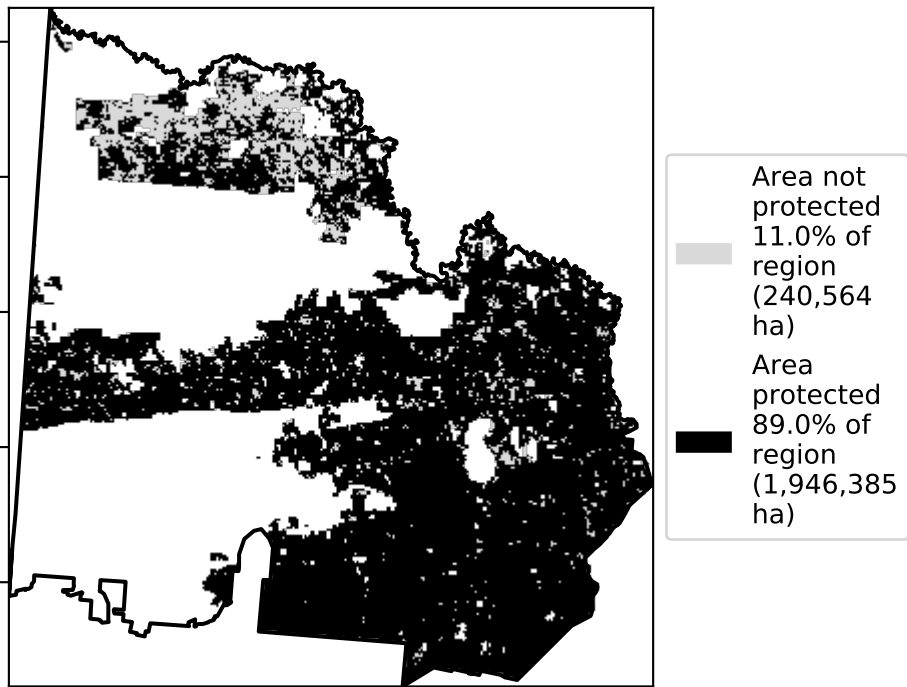 Area not
protected
11.0% of
region
(240,564
ha)
Area
protected
89.0% of
region
(1,946,385
ha)